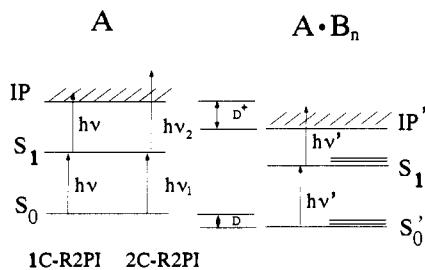 A A·Bₙ
IP D⁺ IP'
hν hν₂ hν'
S₁ S₁
hν hν₁ hν'
S₀ D S₀'
1C-R2PI 2C-R2PI